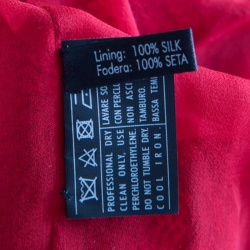 Lining: 100% SILK
Fodera: 100% SETA
PROFESSIONAL DRY
CLEAN ONLY, USE
PERCHLOROETHYLENE.
DO NOT TUMBLE DRY.
COOL IRON.
LAVARE SO
CON PERCLO
NON ASCI
TAMBURO.
BASSA TEM